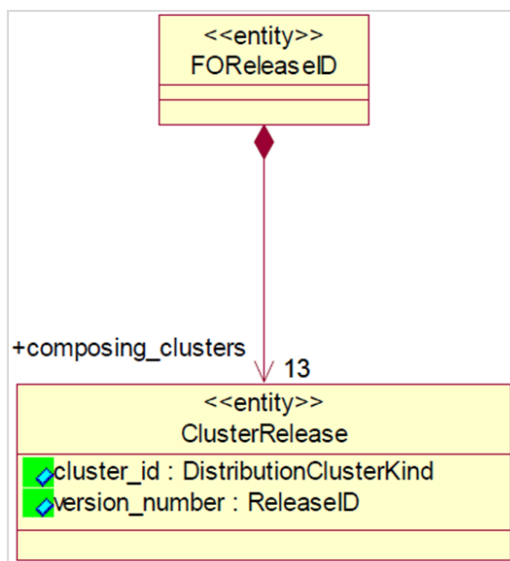 <<entity>>
FOReleaseID
+composing_clusters
13
<<entity>>
ClusterRelease
cluster_id : DistributionClusterKind
version_number : ReleaseID